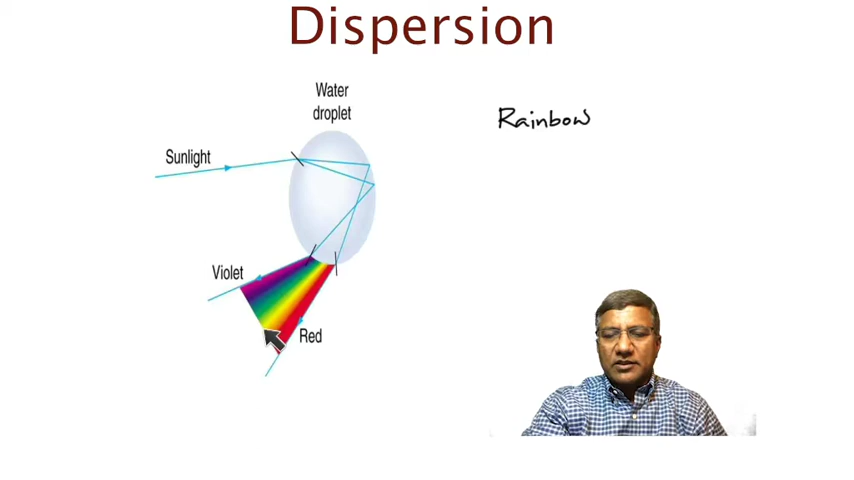 Dispersion
Water
droplet
Rainbow
Sunlight
Violet
Red